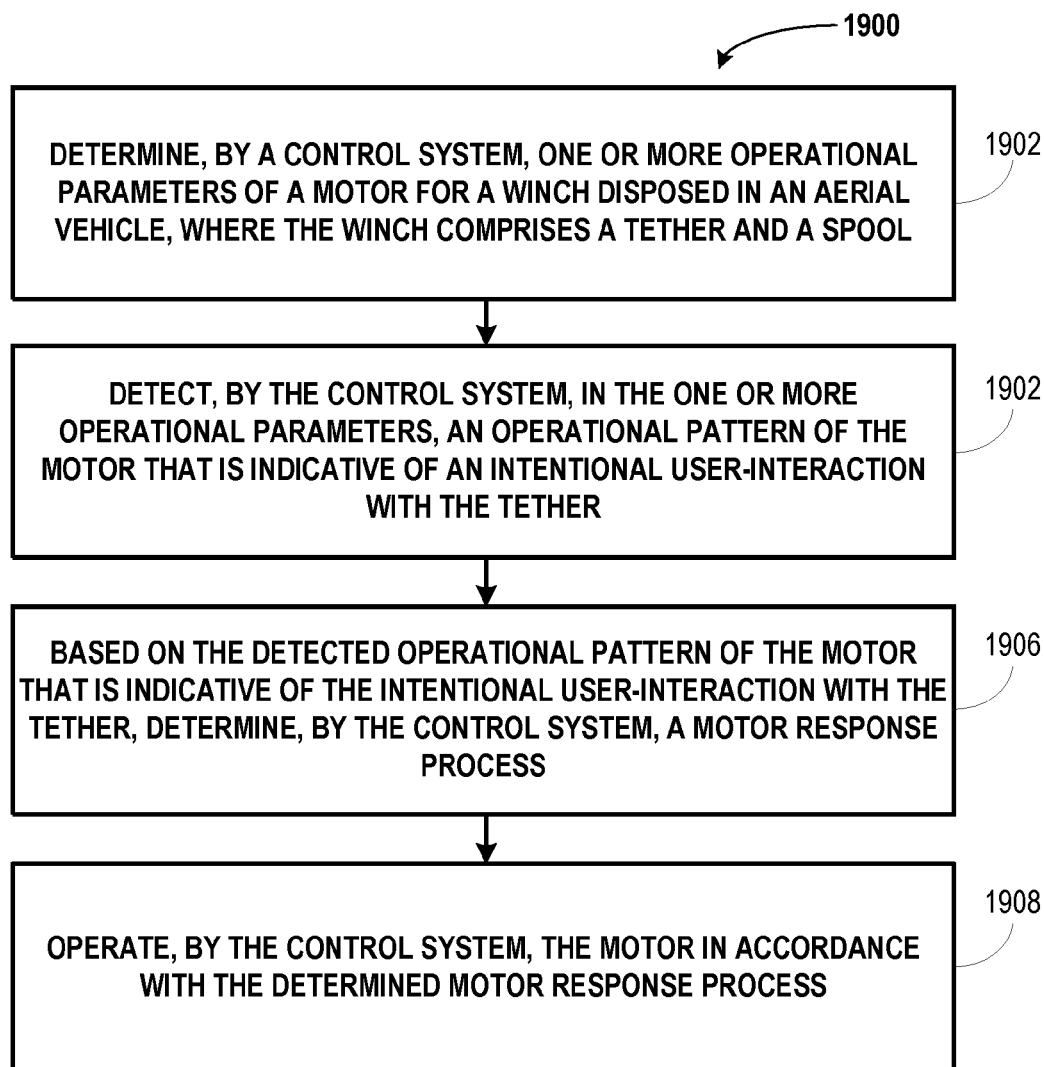 1900
DETERMINE, BY A CONTROL SYSTEM, ONE OR MORE OPERATIONAL
PARAMETERS OF A MOTOR FOR A WINCH DISPOSED IN AN AERIAL
VEHICLE, WHERE THE WINCH COMPRISES A TETHER AND A SPOOL
1902
DETECT, BY THE CONTROL SYSTEM, IN THE ONE OR MORE
OPERATIONAL PARAMETERS, AN OPERATIONAL PATTERN OF THE
MOTOR THAT IS INDICATIVE OF AN INTENTIONAL USER-INTERACTION
WITH THE TETHER
1902
BASED ON THE DETECTED OPERATIONAL PATTERN OF THE MOTOR
THAT IS INDICATIVE OF THE INTENTIONAL USER-INTERACTION WITH THE
TETHER, DETERMINE, BY THE CONTROL SYSTEM, A MOTOR RESPONSE
PROCESS
1906
OPERATE, BY THE CONTROL SYSTEM, THE MOTOR IN ACCORDANCE
WITH THE DETERMINED MOTOR RESPONSE PROCESS
1908